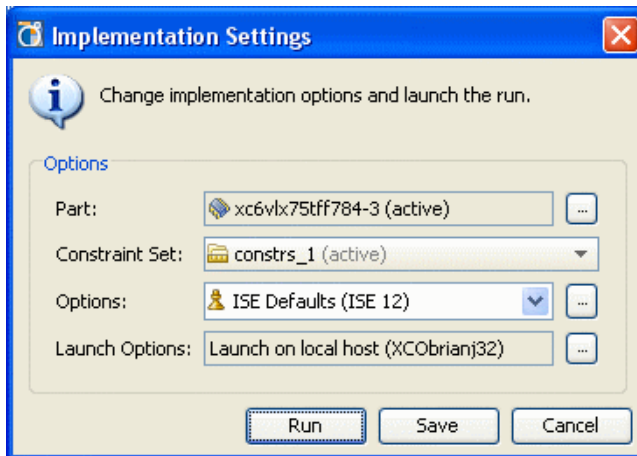 Implementation Settings
Change implementation options and launch the run.
Options
Part: xc6vlx75tff784-3 (active) ...
Constraint Set: constrs_1 (active)
Options: ISE Defaults (ISE 12) ...
Launch Options: Launch on local host (XCObrianj32) ...
Run Save Cancel